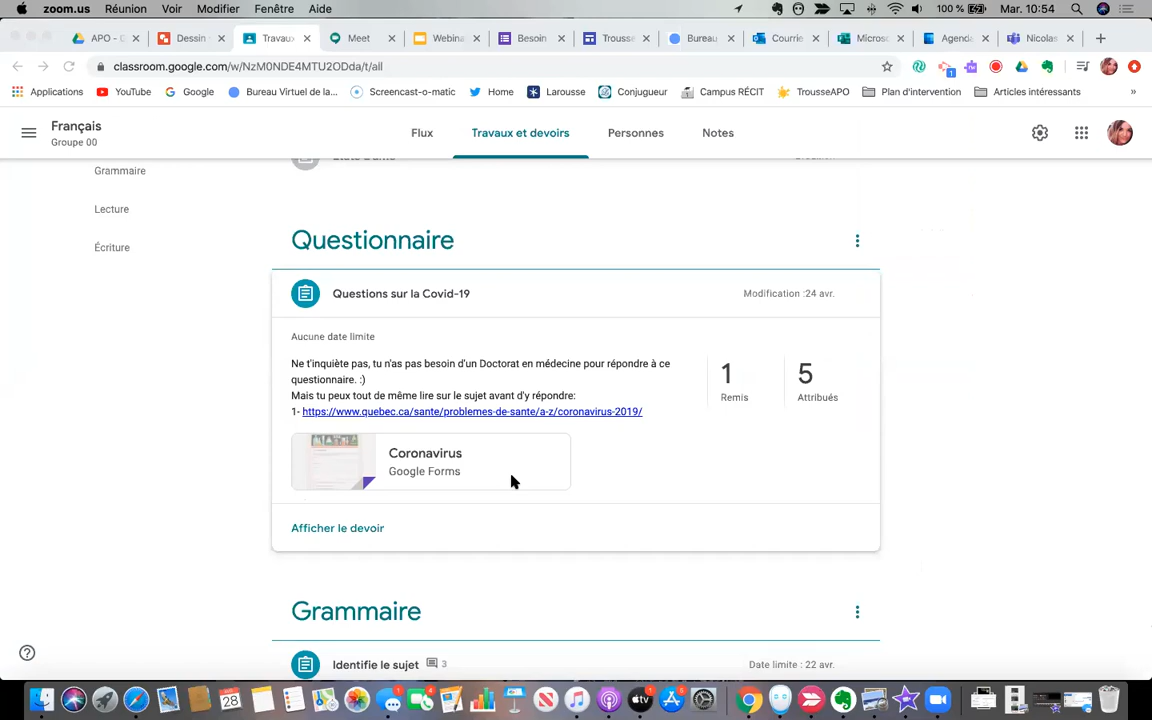 zoom.us Réunion Voir Modifier Fenêtre Aide 100 % Mar. 10:54
APO - Dessin Travau Meet Webina Besoin Trouss Bureau Courrie Micros Agenda Nicolas
classroom.google.com/w/NzM0NDE4MTU2ODda/t/all
Applications YouTube Google Bureau Virtuel de la... Screencast-o-matic Home Larousse Conjugueur Campus RÉCIT TrousseAPO Plan d'intervention Articles intéressants »
Français
Groupe 00
Flux Travaux et devoirs Personnes Notes
Grammaire
Lecture
Écriture
Questionnaire
Questions sur la Covid-19 Modification :24 avr.
Aucune date limite
Ne t'inquiète pas, tu n'as pas besoin d'un Doctorat en médecine pour répondre à ce
questionnaire. :)
Mais tu peux tout de même lire sur le sujet avant d'y répondre:
1- https://www.quebec.ca/sante/problemes-de-sante/a-z/coronavirus-2019/
1 5
Remis Attribués
Coronavirus
Google Forms
Afficher le devoir
Grammaire
Identifie le sujet 3 Date limite : 22 avr.